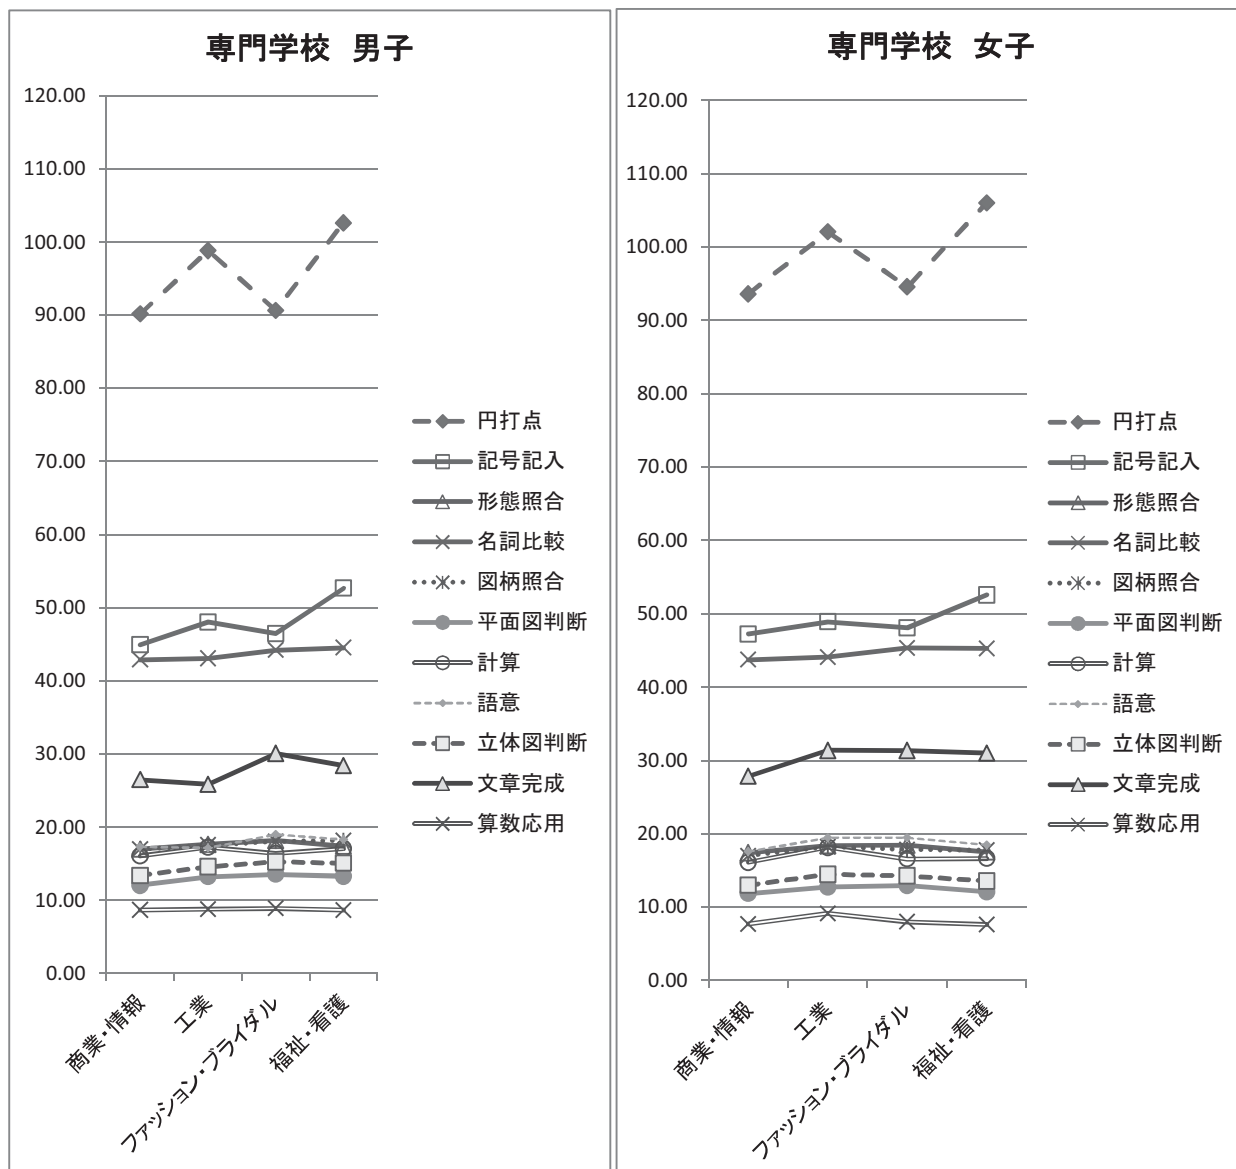 専門学校 男子
120.00
110.00
100.00
90.00
80.00
70.00
60.00
50.00
40.00
30.00
20.00
10.00
0.00
商業・情報
工業
ファッション・ブライダル
福祉・看護
円打点
記号記入
形態照合
名詞比較
図柄照合
平面図判断
計算
語意
立体図判断
文章完成
算数応用
専門学校 女子
120.00
110.00
100.00
90.00
80.00
70.00
60.00
50.00
40.00
30.00
20.00
10.00
0.00
商業・情報
工業
ファッション・ブライダル
福祉・看護
円打点
記号記入
形態照合
名詞比較
図柄照合
平面図判断
計算
語意
立体図判断
文章完成
算数応用